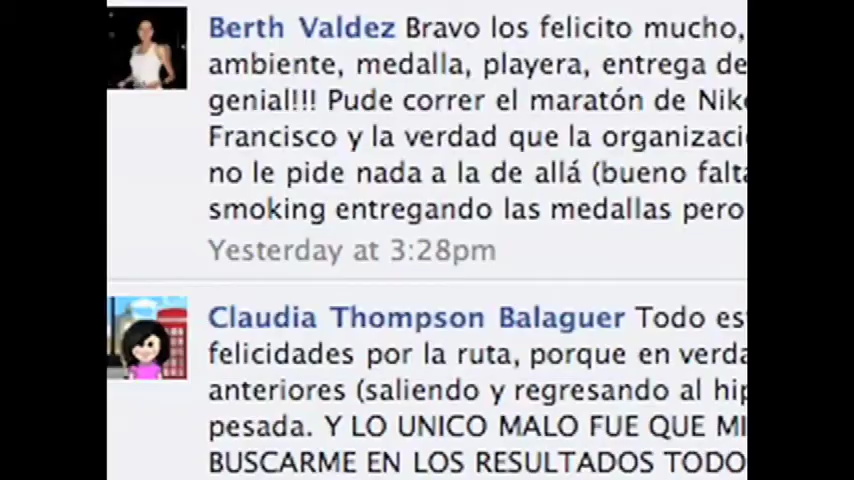 Berth Valdez Bravo los felicito mucho,
ambiente, medalla, playera, entrega de
genial!!! Pude correr el maratón de Nike
Francisco y la verdad que la organizaci
no le pide nada a la de allá (bueno falta
smoking entregando las medallas pero
Yesterday at 3:28pm
Claudia Thompson Balaguer Todo es
felicidades por la ruta, porque en verda
anteriores (saliendo y regresando al hip
pesada. Y LO UNICO MALO FUE QUE MI
BUSCARME EN LOS RESULTADOS TODO